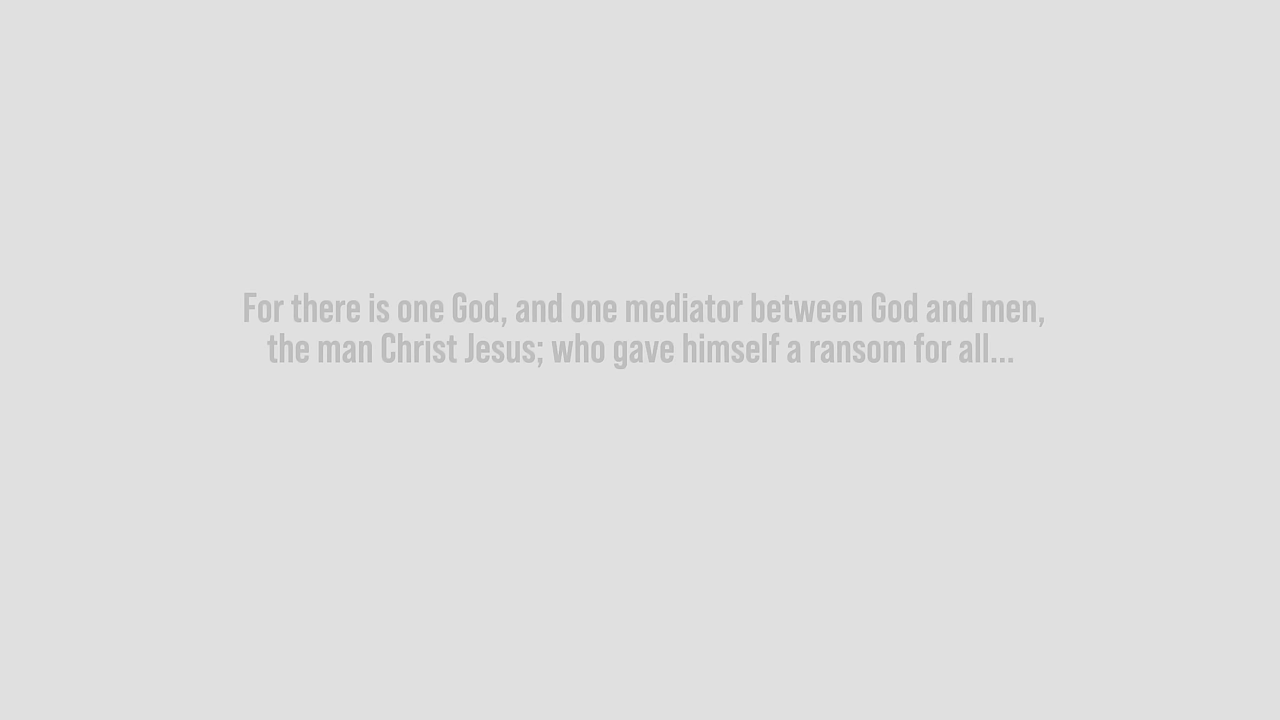 For there is one God, and one mediator between God and men,
the man Christ Jesus; who gave himself a ransom for all...